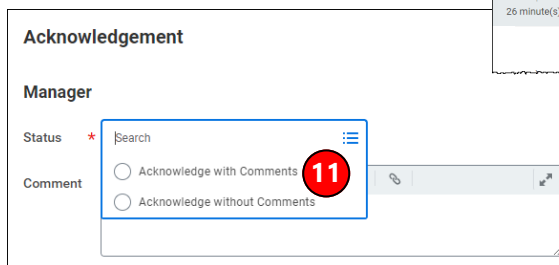 26 minute(s)
Acknowledgement
Manager
Status * Search
Acknowledge with Comments 11
Comment
Acknowledge without Comments